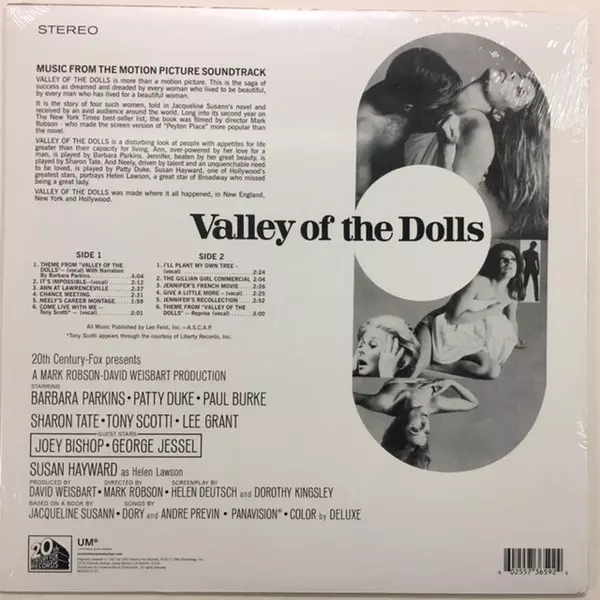 STEREO
MUSIC FROM THE MOTION PICTURE SOUNDTRACK
VALLEY OF THE DOLLS is more than a motion picture. This is the saga of
success as dreamed and dreaded by every woman who lived to be beautiful,
by every man who has lived for a beautiful woman.
It is the story of four such women, told in Jacqueline Susann's novel and
received by an avid audience around the world. Long into its second year on
The New York Times best-seller list, the book was filmed by director Mark
Robson - who made the screen version of "Peyton Place" more popular than
the novel.
VALLEY OF THE DOLLS is a disturbing look at people with appetites for life
greater than their capacity for living. Ann, over-powered by her love for a
man, is played by Barbara Parkins. Jennifer, beaten by her great beauty, is
played by Sharon Tate. And Neely, driven by talent and an unquenchable need
to be loved, is played by Patty Duke, Susan Hayward, one of Hollywood's
greatest stars, portrays Helen Lawson, a great star of Broadway who missed
being a great lady.
VALLEY OF THE DOLLS was made where it all happened, in New England,
New York and Hollywood.
Valley of the Dolls
SIDE 1
1. THEME FROM "VALLEY OF THE
DOLLS"– (vocal) With Narration
By Barbara Parkins 4:04
2. IT'S IMPOSSIBLE–(vocal) 2:12
3. ANN AT LAWRENCEVILLE 2:37
4. CHANCE MEETING 2:31
5. NEELY'S CAREER MONTAGE 1:59
6. COME LIVE WITH ME –
Tony Scotti* – (vocal) 2:01
SIDE 2
1. I'LL PLANT MY OWN TREE –
(vocal) 2:24
2. THE GILLIAN GIRL COMMERCIAL 2:04
3. JENNIFER'S FRENCH MOVIE 2:26
4. GIVE A LITTLE MORE – (vocal) 2:25
5. JENNIFER'S RECOLLECTION 2:52
6. THEME FROM "VALLEY OF THE
DOLLS" – Reprise (vocal) 3:00
All Music Published by Leo Feist, Inc.–A.S.C.A.P.
*Tony Scotti appears through the courtesy of Liberty Records, Inc.
20th Century-Fox presents
A MARK ROBSON-DAVID WEISBART PRODUCTION
STARRING
BARBARA PARKINS • PATTY DUKE • PAUL BURKE
SHARON TATE • TONY SCOTTI • LEE GRANT
GUEST STARS
JOEY BISHOP • GEORGE JESSEL
SUSAN HAYWARD as Helen Lawson
PRODUCED BY DIRECTED BY SCREENPLAY BY
DAVID WEISBART • MARK ROBSON • HELEN DEUTSCH and DOROTHY KINGSLEY
BASED ON A BOOK BY SONGS BY
JACQUELINE SUSANN • DORY and ANDRE PREVIN • PANAVISION® • COLOR by DELUXE
20th
RECORDS
UM®
6 02557 36592 4